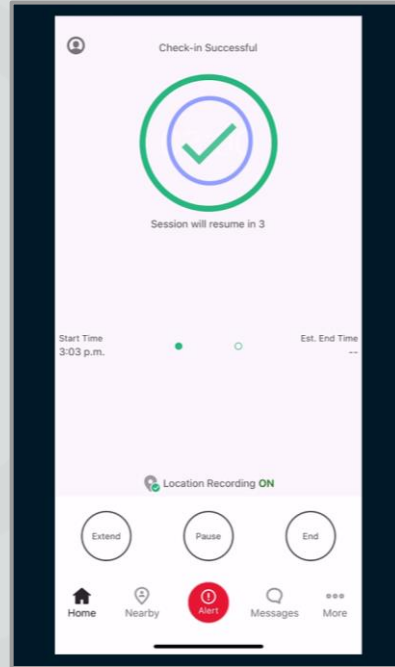 Check-in Successful
Session will resume in 3
Start Time
3:03 p.m.
Est. End Time
--
Location Recording ON
Extend
Pause
End
Home
Nearby
Alert
Messages
More